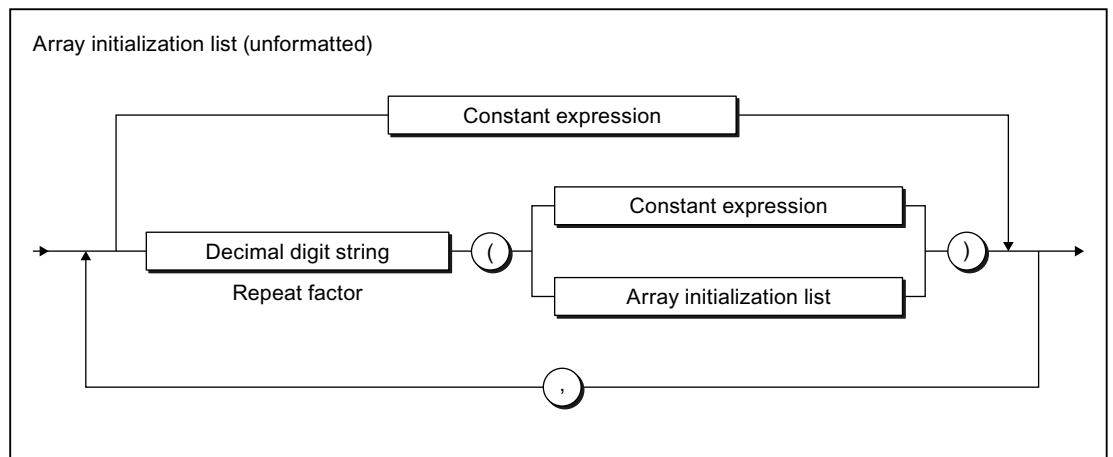 Array initialization list (unformatted)
Constant expression
Constant expression
Decimal digit string
(
)
Repeat factor
Array initialization list
,